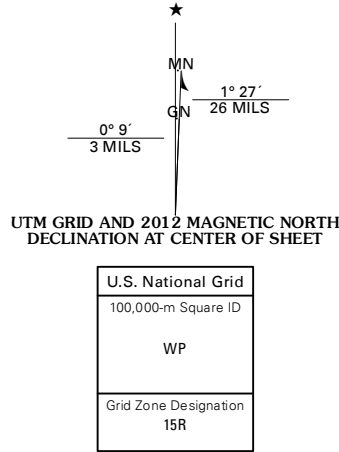 ★
MN
1° 27´
26 MILS
GN
0° 9´
3 MILS
UTM GRID AND 2012 MAGNETIC NORTH
DECLINATION AT CENTER OF SHEET
U.S. National Grid
100,000-m Square ID
WP
Grid Zone Designation
15R